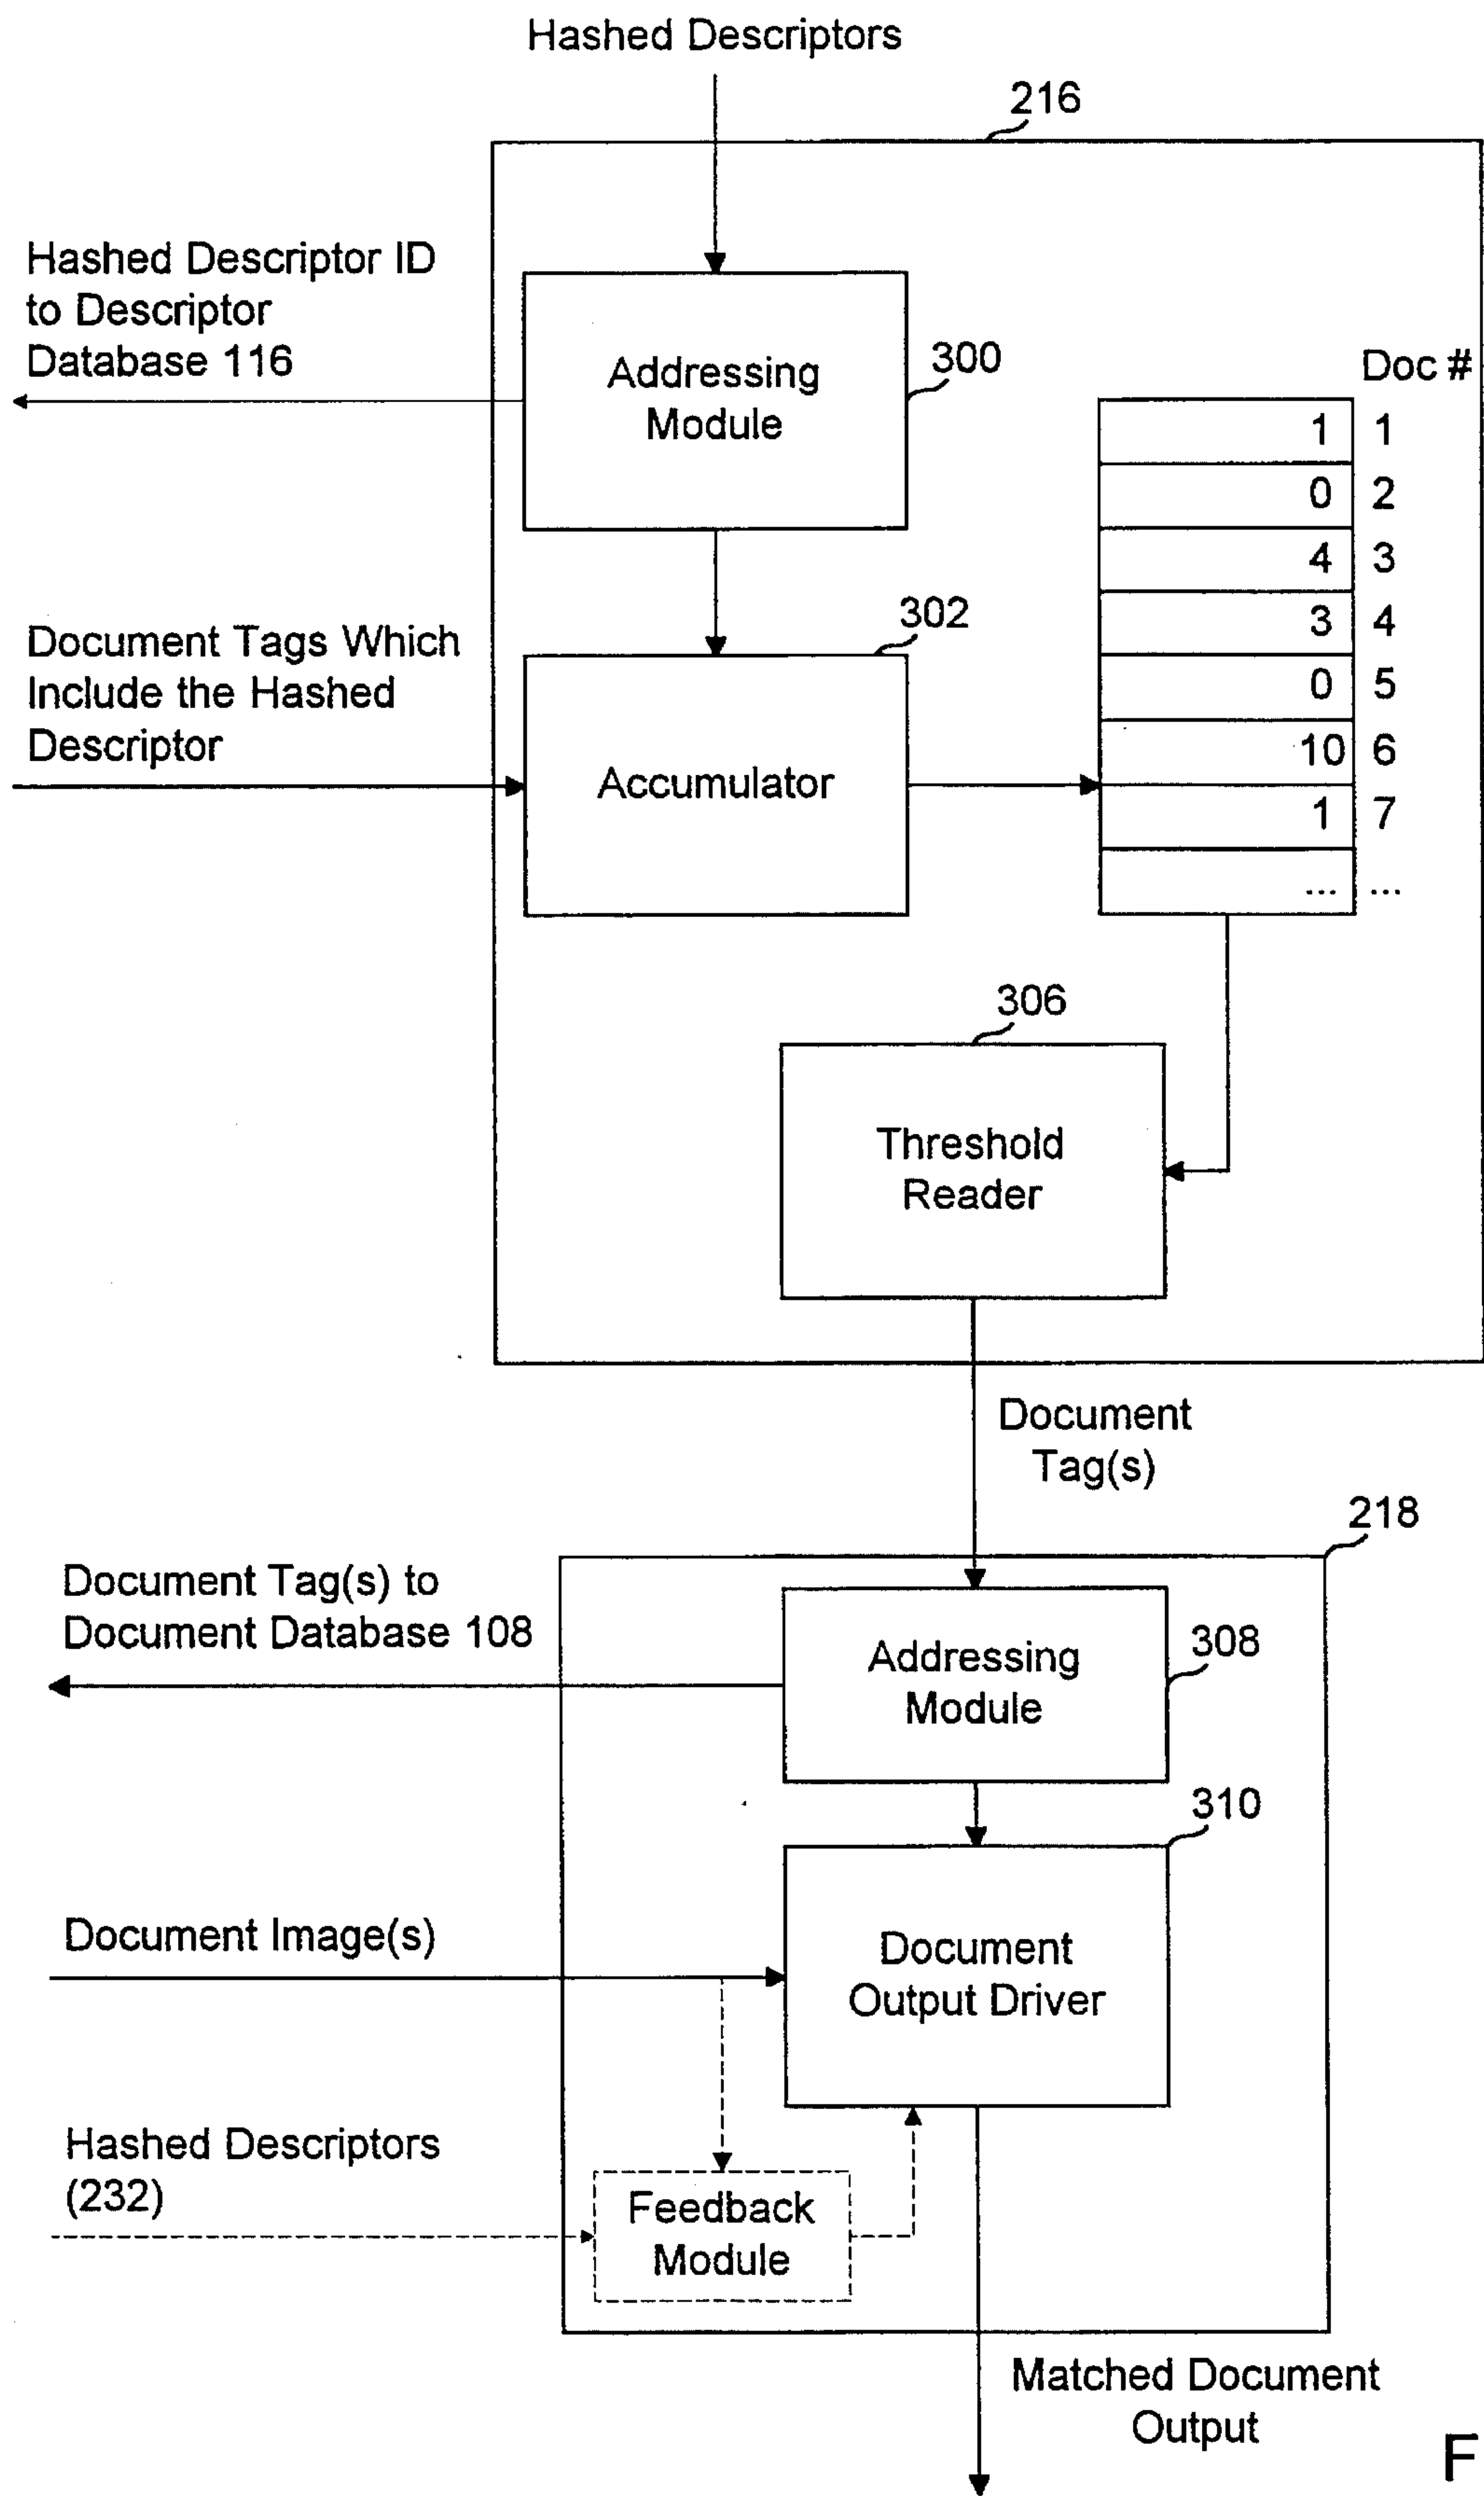 Hashed Descriptors
216
Hashed Descriptor ID
to Descriptor
Database 116
Addressing
Module
300
Doc #
1 1
0 2
4 3
3 4
0 5
10 6
1 7
... ...
Document Tags Which
Include the Hashed
Descriptor
302
Accumulator
306
Threshold
Reader
Document
Tag(s)
218
Document Tag(s) to
Document Database 108
Addressing
Module
308
310
Document Image(s)
Document
Output Driver
Hashed Descriptors
(232)
Feedback
Module
Matched Document
Output
F